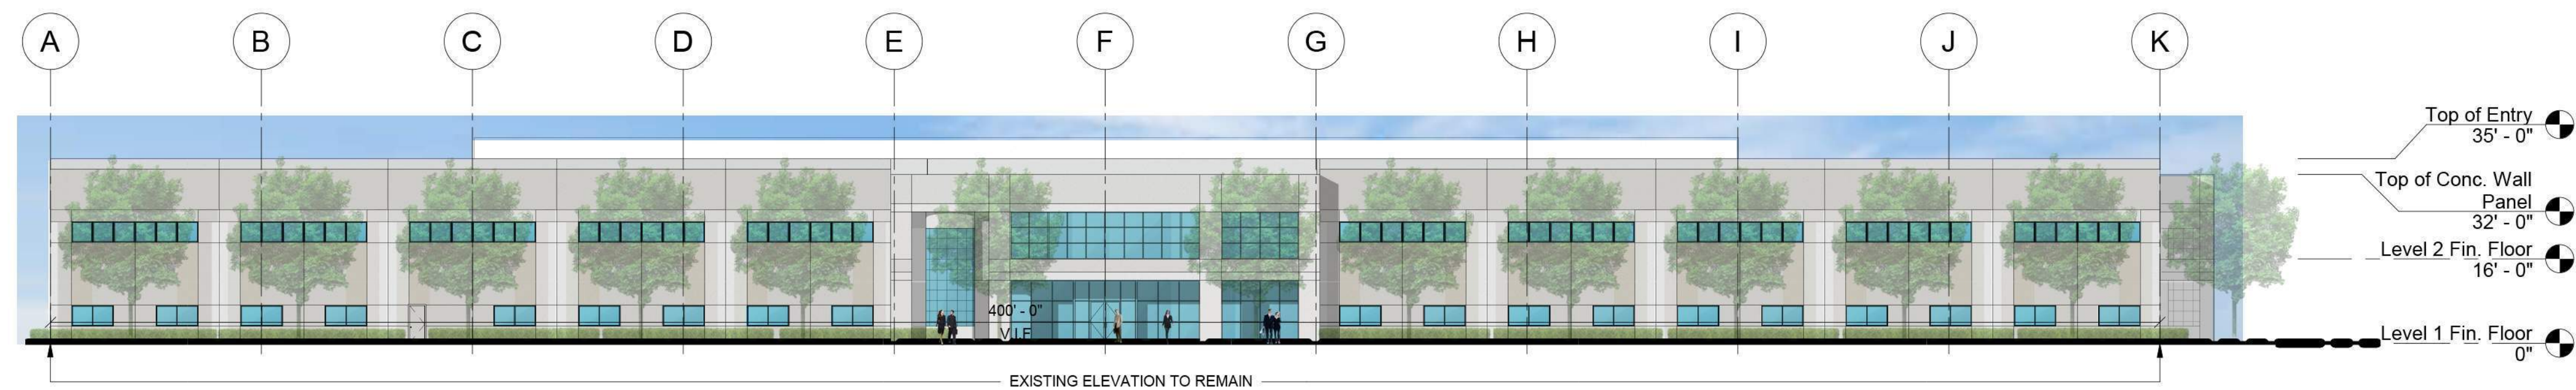 A B C D E F G H I J K
Top of Entry
35' - 0"
Top of Conc. Wall
Panel
32' - 0"
Level 2 Fin. Floor
16' - 0"
400' - 0"
V.I.F
Level 1 Fin. Floor
0"
EXISTING ELEVATION TO REMAIN